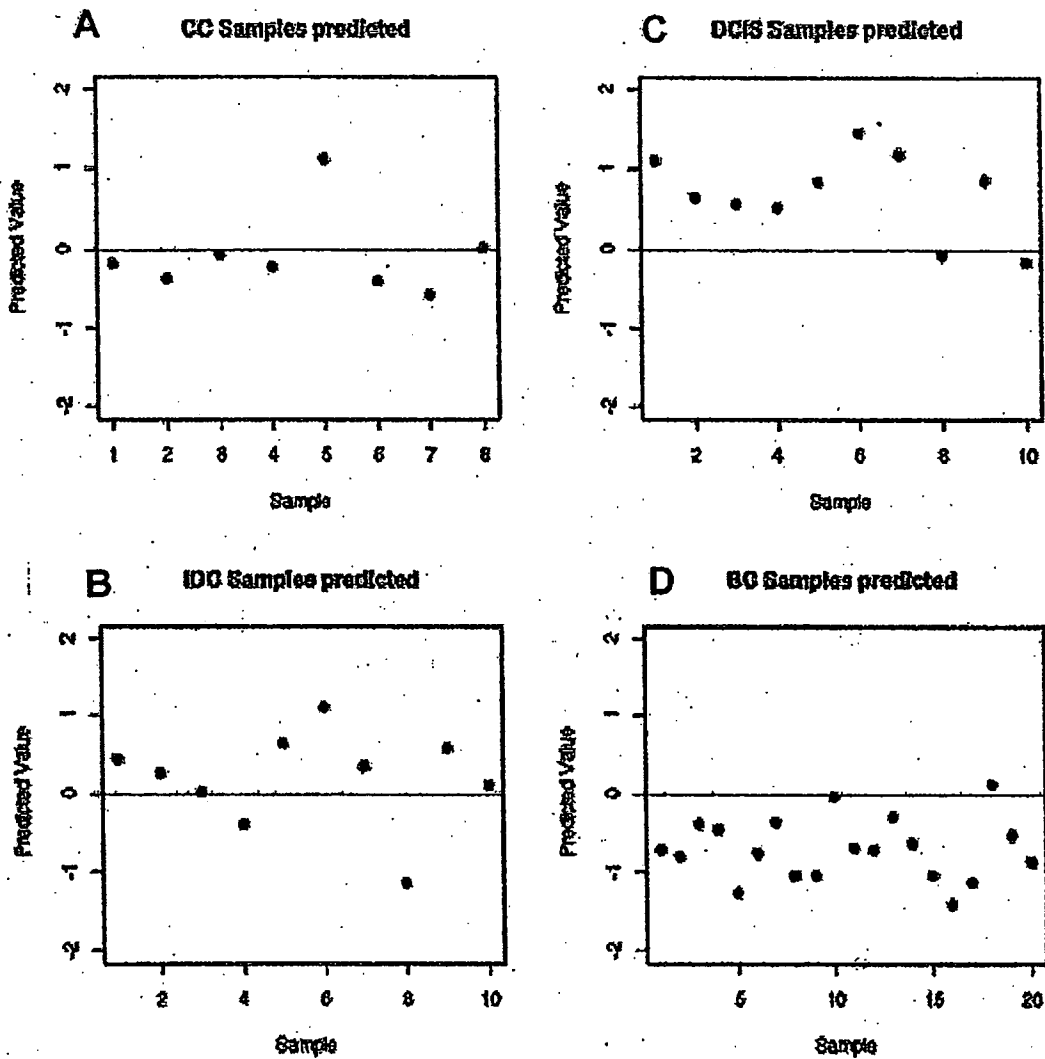 A CC Samples predicted
Predicted Value
2
1
0
-1
-2
1 2 3 4 5 6 7 8
Sample
C DCIS Samples predicted
Predicted Value
2
1
0
-1
-2
2 4 6 8 10
Sample
B IDC Samples predicted
Predicted Value
2
1
0
-1
-2
2 4 6 8 10
Sample
D BC Samples predicted
Predicted Value
2
1
0
-1
-2
5 10 15 20
Sample